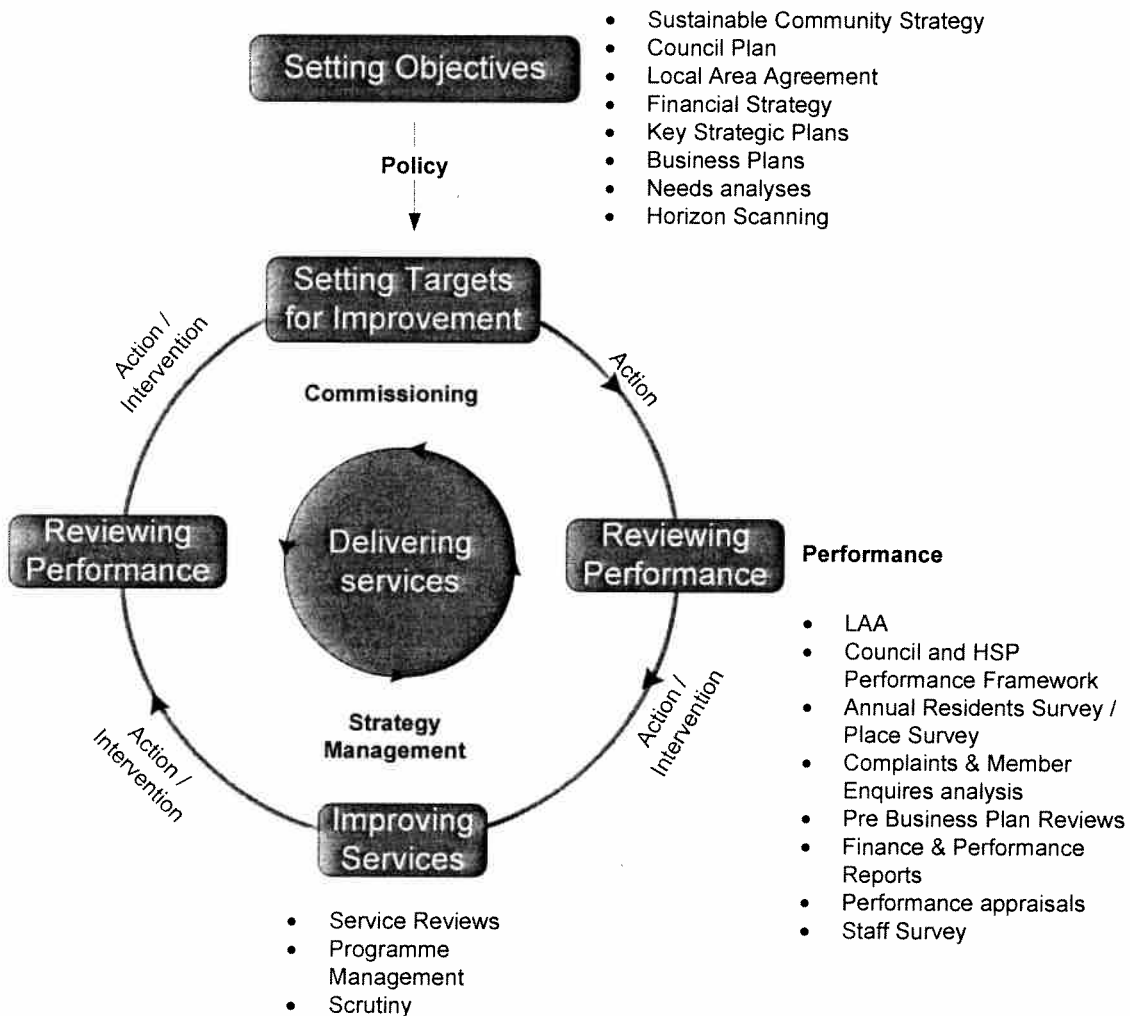 Setting Objectives
• Sustainable Community Strategy
• Council Plan
• Local Area Agreement
• Financial Strategy
• Key Strategic Plans
• Business Plans
• Needs analyses
• Horizon Scanning
Policy
Setting Targets
for Improvement
Action /
Intervention
Action
Commissioning
Reviewing
Performance
Delivering
services
Reviewing
Performance
Performance
• LAA
• Council and HSP
Performance Framework
• Annual Residents Survey /
Place Survey
• Complaints & Member
Enquires analysis
• Pre Business Plan Reviews
• Finance & Performance
Reports
• Performance appraisals
• Staff Survey
Action /
Intervention
Strategy
Management
Action /
Intervention
Improving
Services
• Service Reviews
• Programme
Management
• Scrutiny